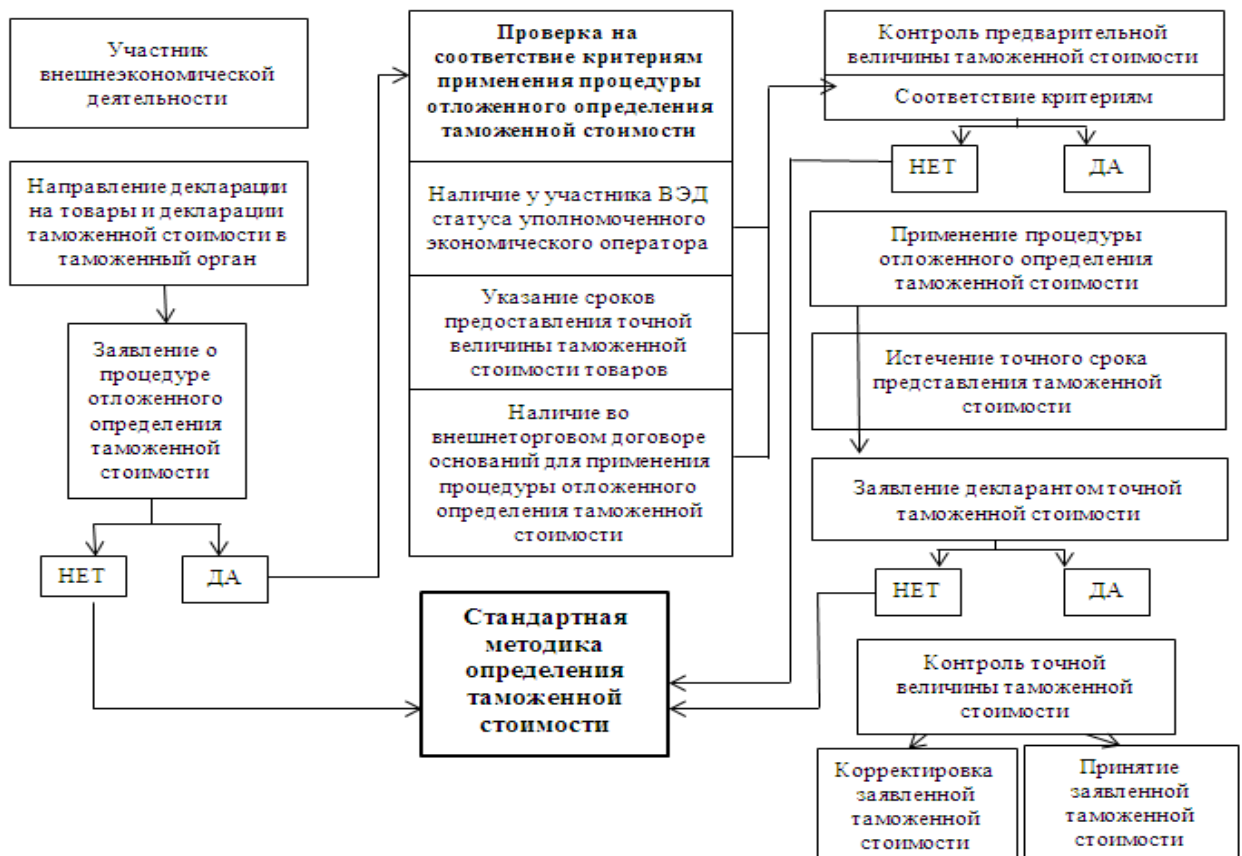 Участник
внешнеэкономической
деятельности
Направление декларации
на товары и декларации
таможенной стоимости в
таможенный орган
Заявление о
процедуре
отложенного
определения
таможенной
стоимости
НЕТ
ДА
Проверка на
соответствие критериям
применения процедуры
отложенного определения
таможенной стоимости
Наличие у участника ВЭД
статуса уполномоченного
экономического оператора
Указание сроков
предоставления точной
величины таможенной
стоимости товаров
Наличие во
внешнеторговом договоре
оснований для применения
процедуры отложенного
определения таможенной
стоимости
Стандартная
методика
определения
таможенной
стоимости
Контроль предварительной
величины таможенной стоимости
Соответствие критериям
НЕТ
ДА
Применение процедуры
отложенного определения
таможенной стоимости
Истечение точного срока
представления таможенной
стоимости
Заявление декларантом точной
таможенной стоимости
НЕТ
ДА
Контроль точной
величины таможенной
стоимости
Корректировка
заявленной
таможенной
стоимости
Принятие
заявленной
таможенной
стоимости